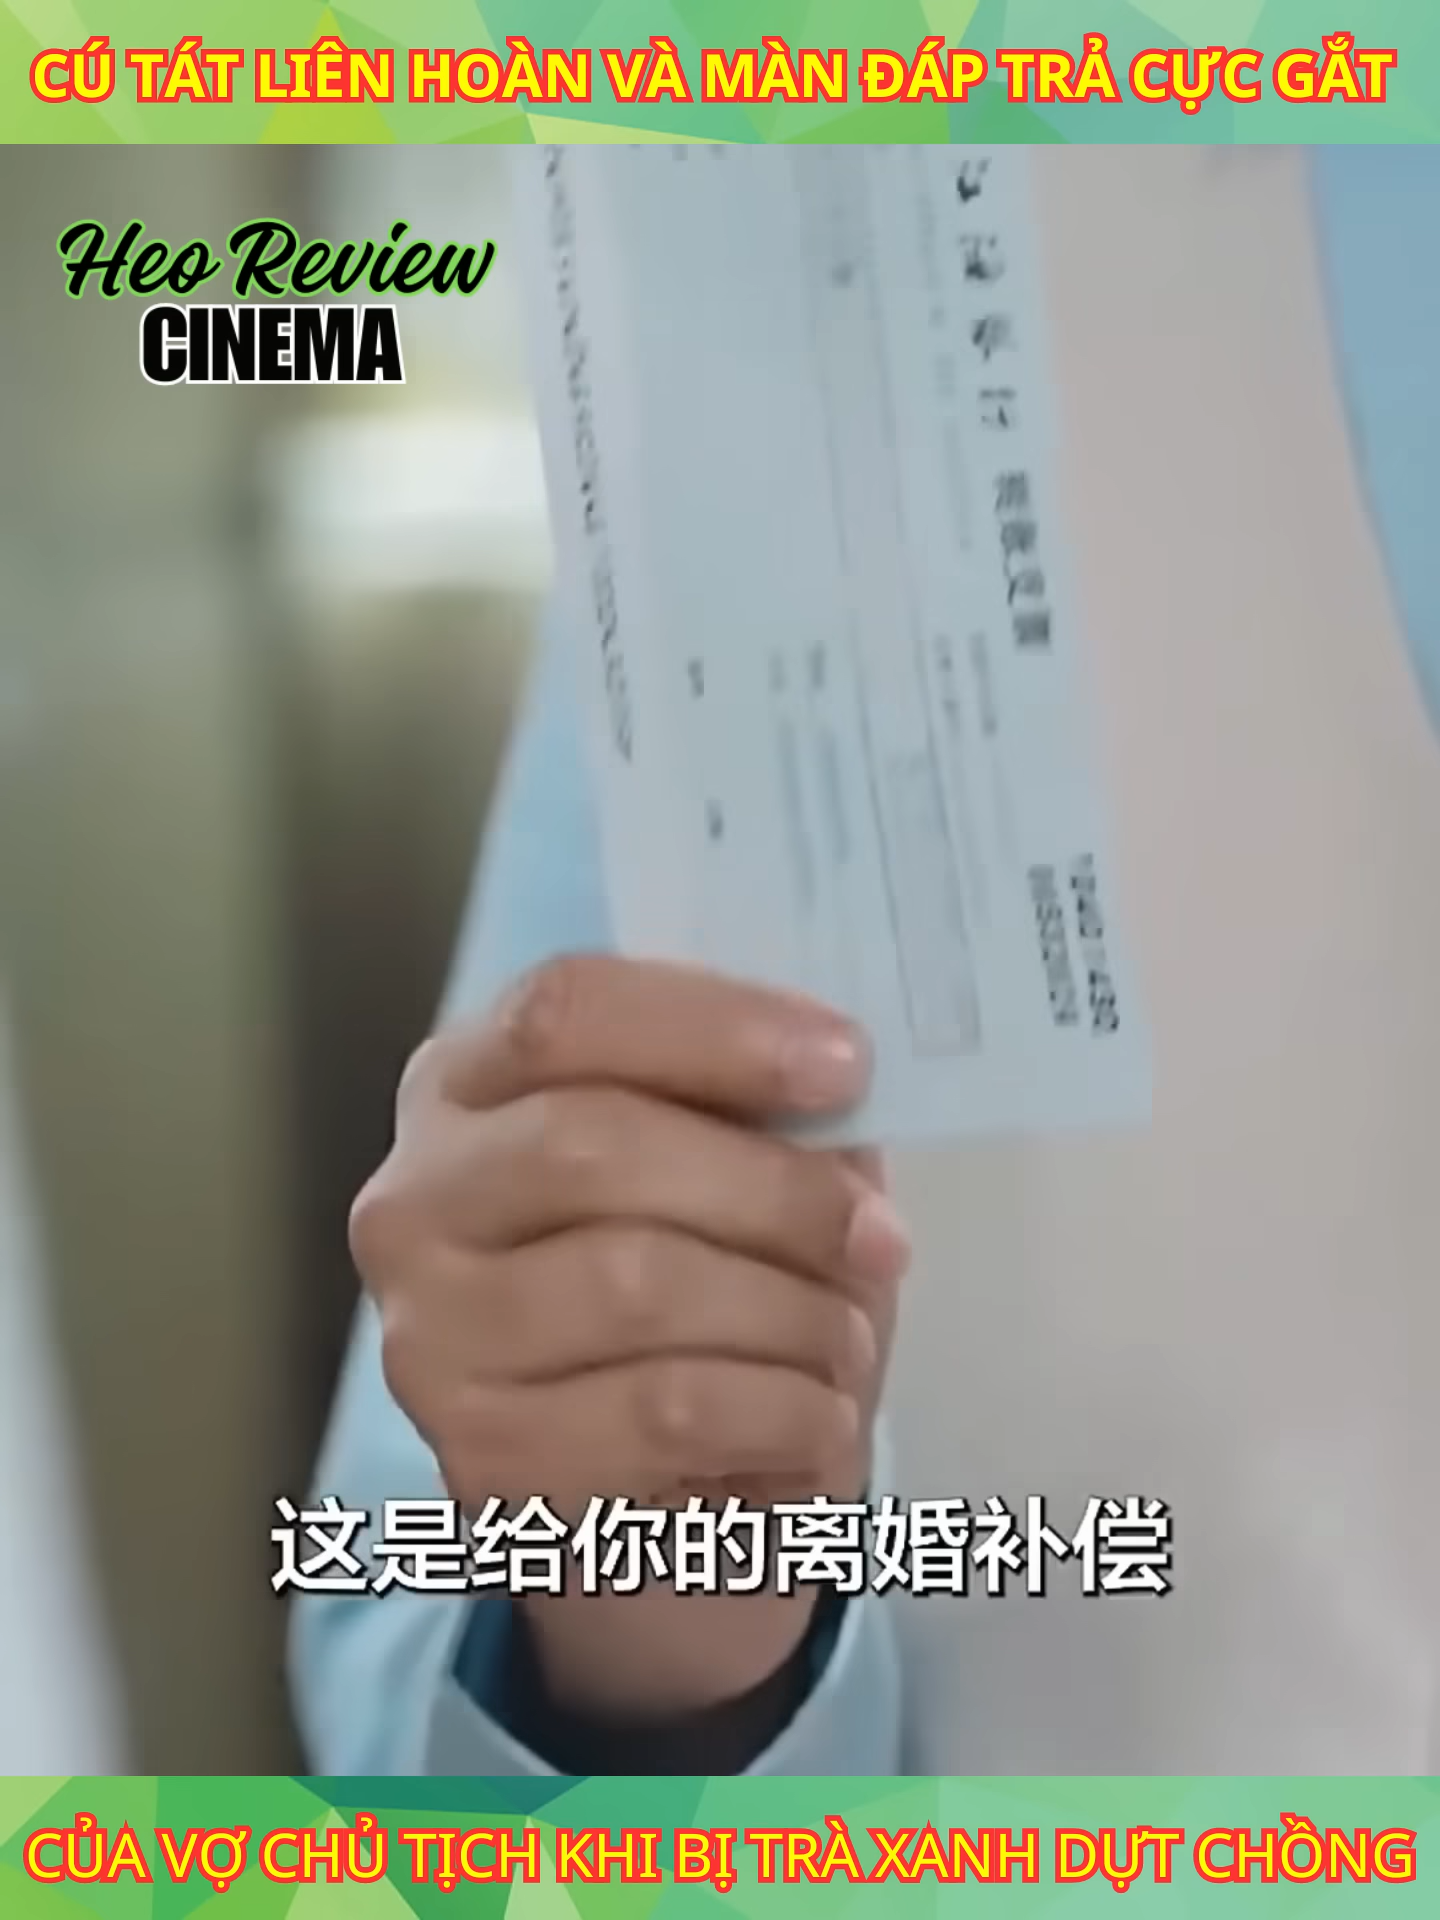 CÚ TÁT LIÊN HOÀN VÀ MÀN ĐÁP TRẢ CỰC GẮT
Heo Review
CINEMA
这是给你的离婚补偿
CỦA VỢ CHỦ TỊCH KHI BỊ TRÀ XANH DỰT CHỒNG